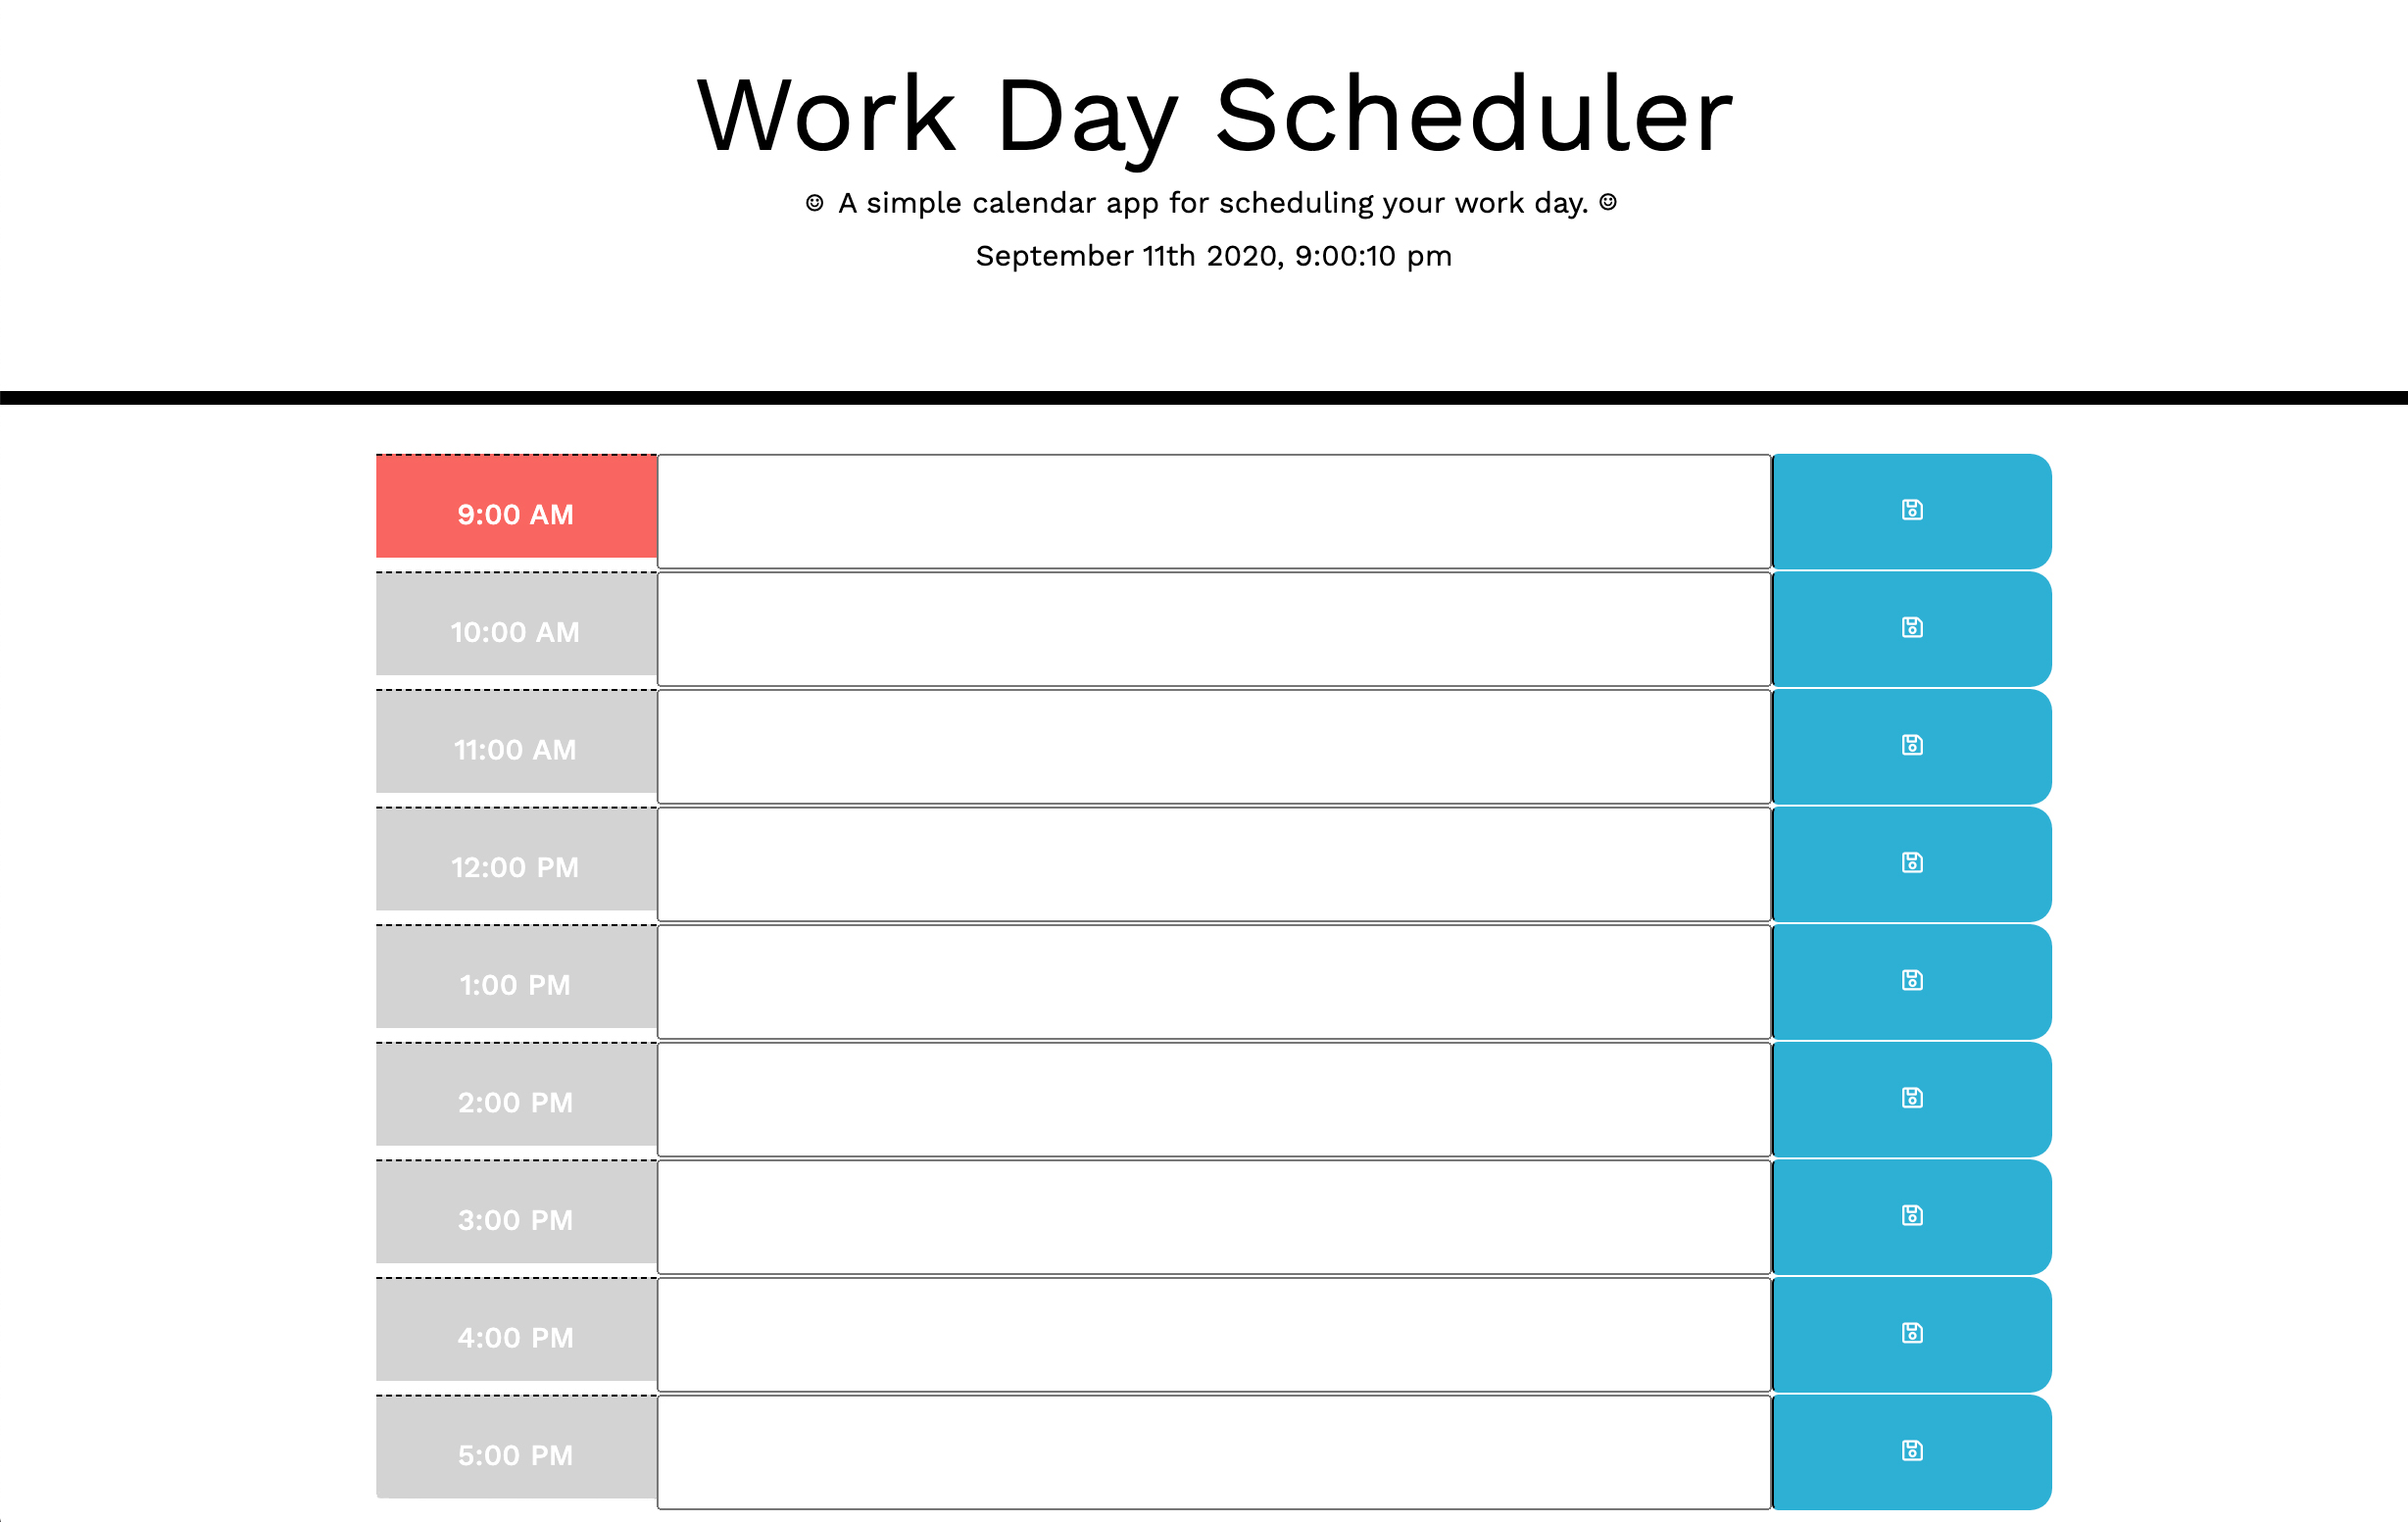 Work Day Scheduler
☺ A simple calendar app for scheduling your work day. ☺
September 11th 2020, 9:00:10 pm
9:00 AM
10:00 AM
11:00 AM
12:00 PM
1:00 PM
2:00 PM
3:00 PM
4:00 PM
5:00 PM